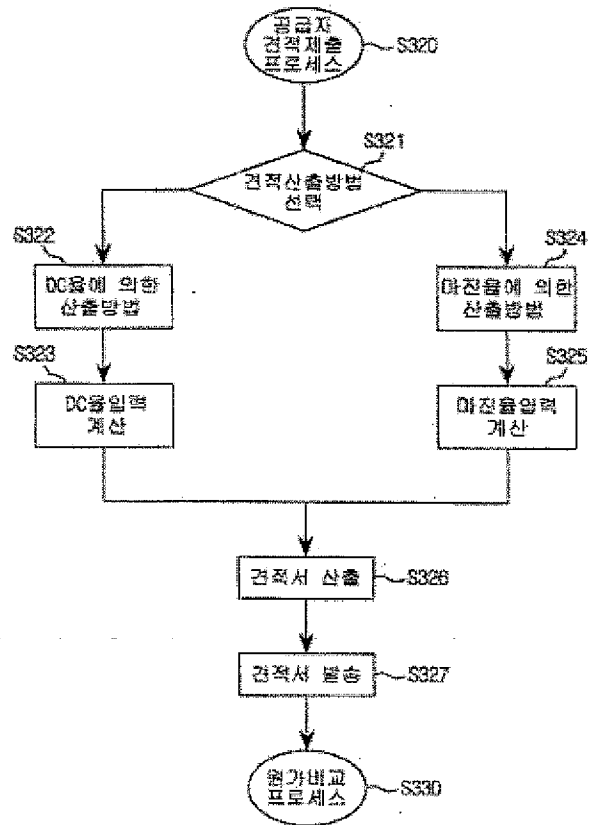 공급자
견적제출
프로세스
S320
S321
견적산출방법
선택
S322
DC율에 의한
산출방법
S324
마진율에 의한
산출방법
S323
DC율입력
계산
S325
마진율입력
계산
견적서 산출
S326
견적서 발송
S327
원가비교
프로세스
S330